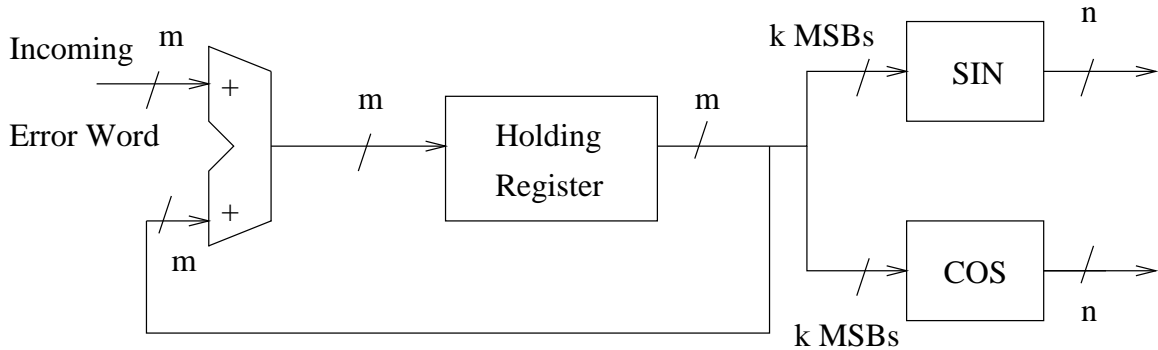 Incoming
Error Word
m
+
+
m
m
Holding
Register
m
k MSBs
SIN
n
k MSBs
COS
n